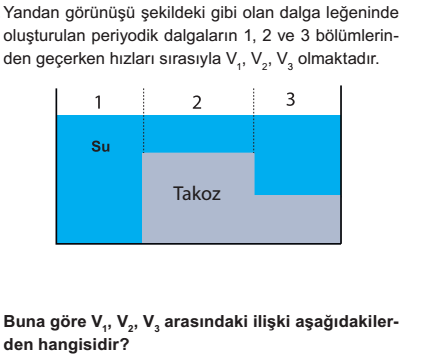 Yandan görünüşü şekildeki gibi olan dalga leğeninde
oluşturulan periyodik dalgaların 1, 2 ve 3 bölümlerin-
den geçerken hızları sırasıyla V₁, V₂, V₃ olmaktadır.
1 2 3
Su
Takoz
Buna göre V₁, V₂, V₃ arasındaki ilişki aşağıdakiler-
den hangisidir?